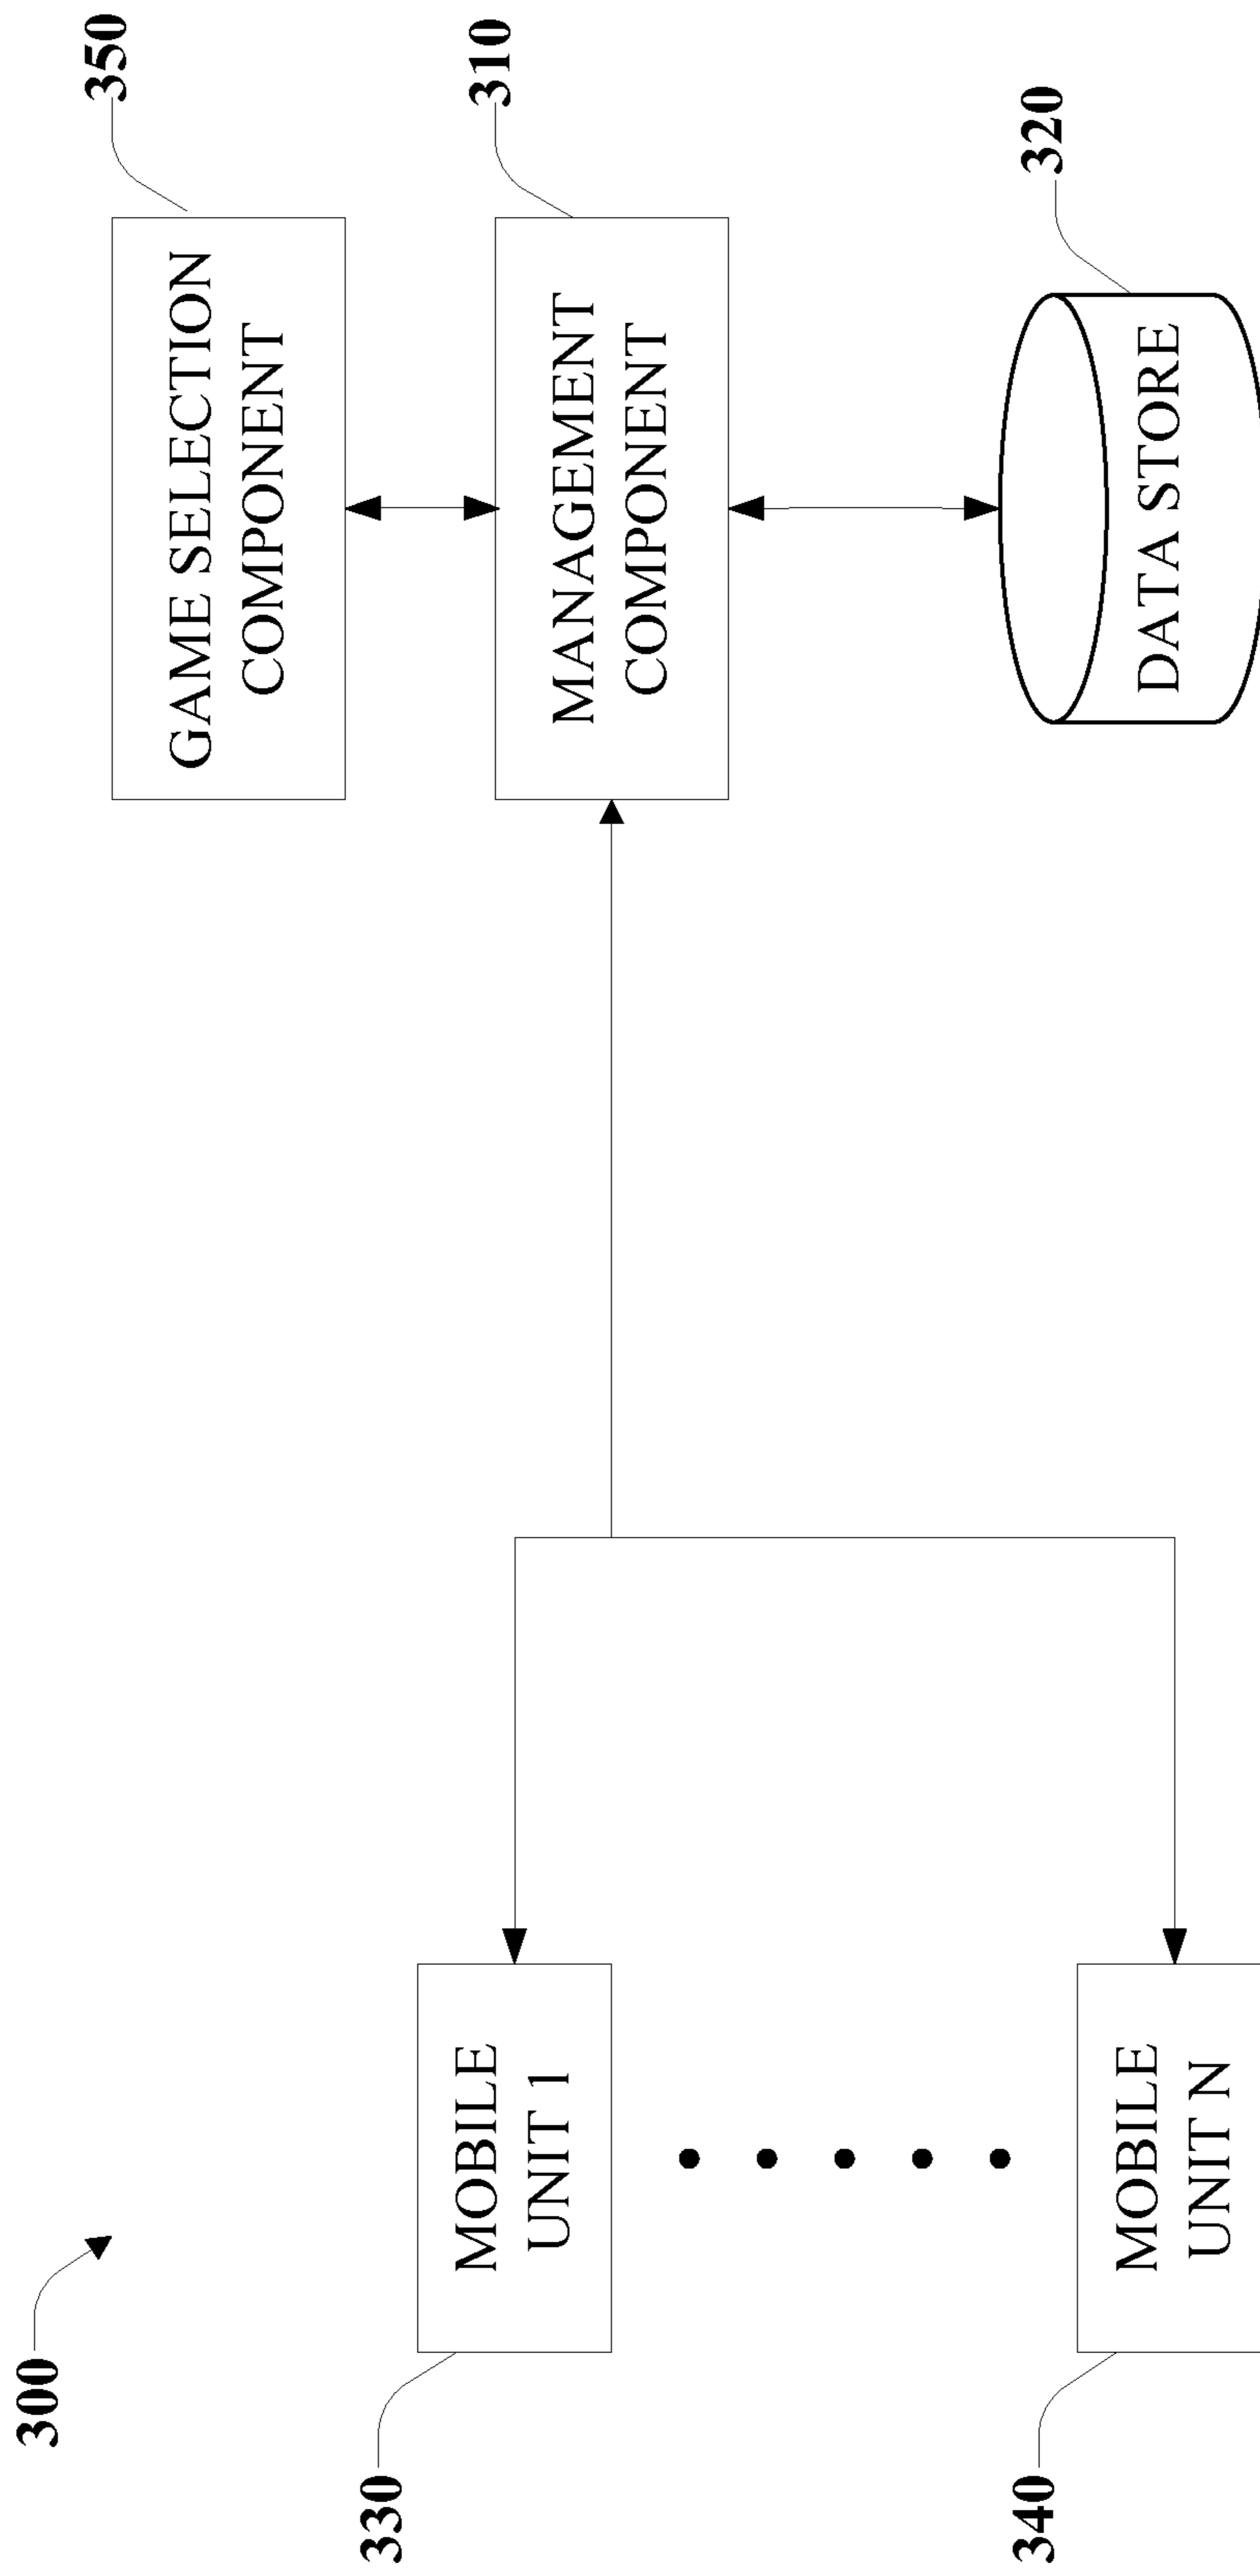 300
350
GAME SELECTION
COMPONENT
330
MOBILE
UNIT 1
310
MANAGEMENT
COMPONENT
340
MOBILE
UNIT N
320
DATA STORE